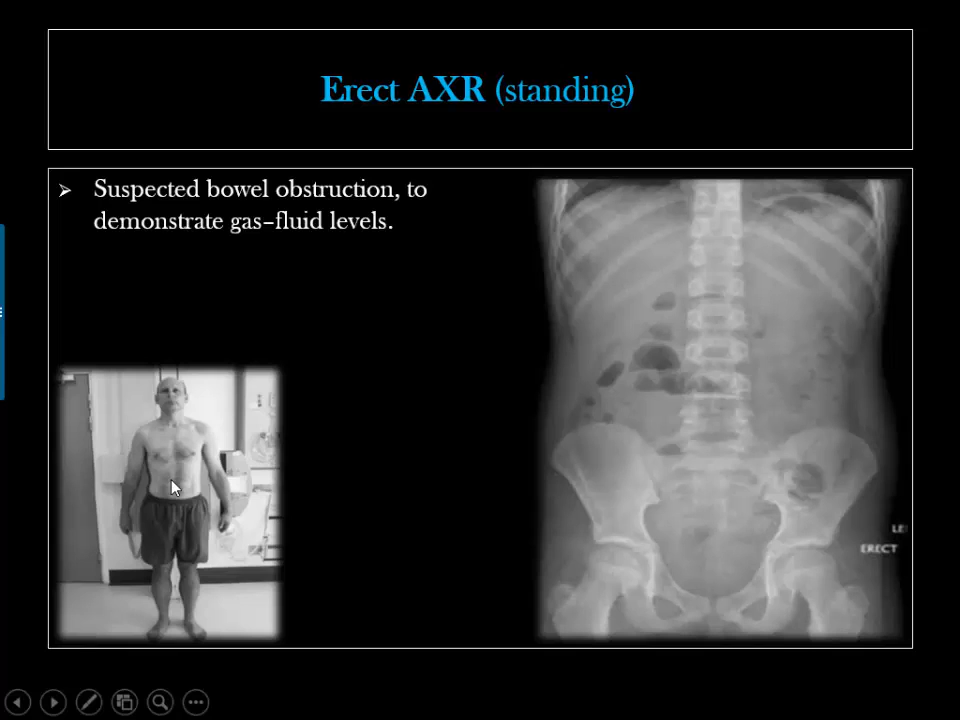 Erect AXR (standing)
➢ Suspected bowel obstruction, to
demonstrate gas–fluid levels.
ERECT